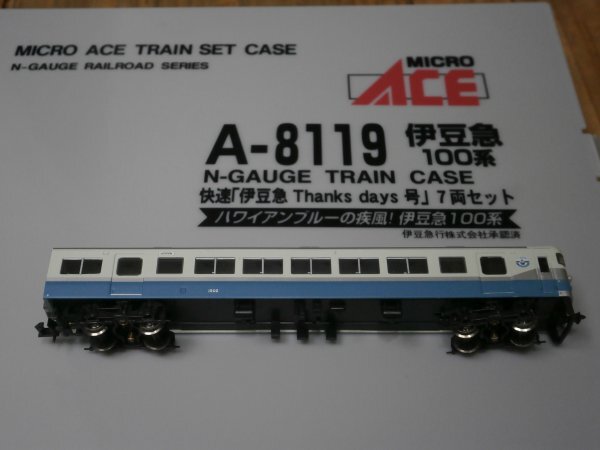 MICRO ACE TRAIN SET CASE
N-GAUGE RAILROAD SERIES
MICRO
ACE
A-8119 伊豆急
100系
N-GAUGE TRAIN CASE
快速「伊豆急 Thanks days 号」7両セット
ハワイアンブルーの疾風!伊豆急100系
伊豆急行株式会社承認済